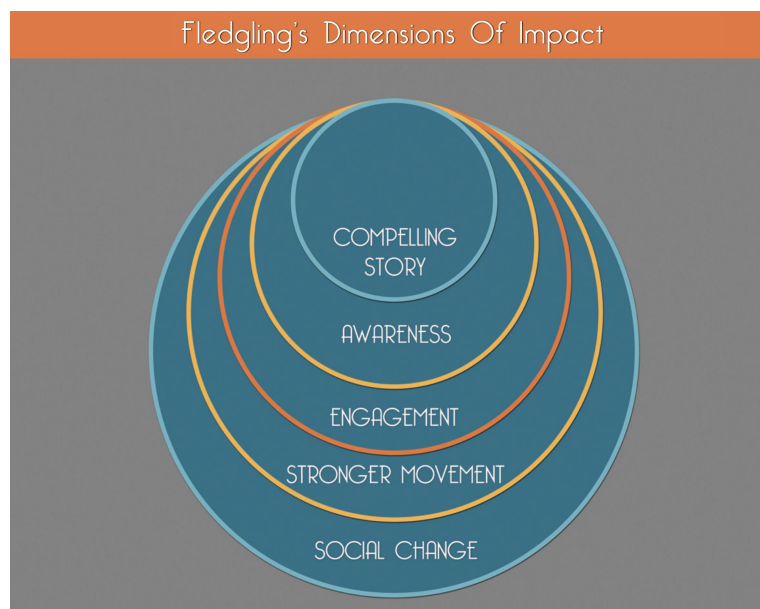 Fledgling's Dimensions Of Impact
COMPELLING
STORY
AWARENESS
ENGAGEMENT
STRONGER MOVEMENT
SOCIAL CHANGE